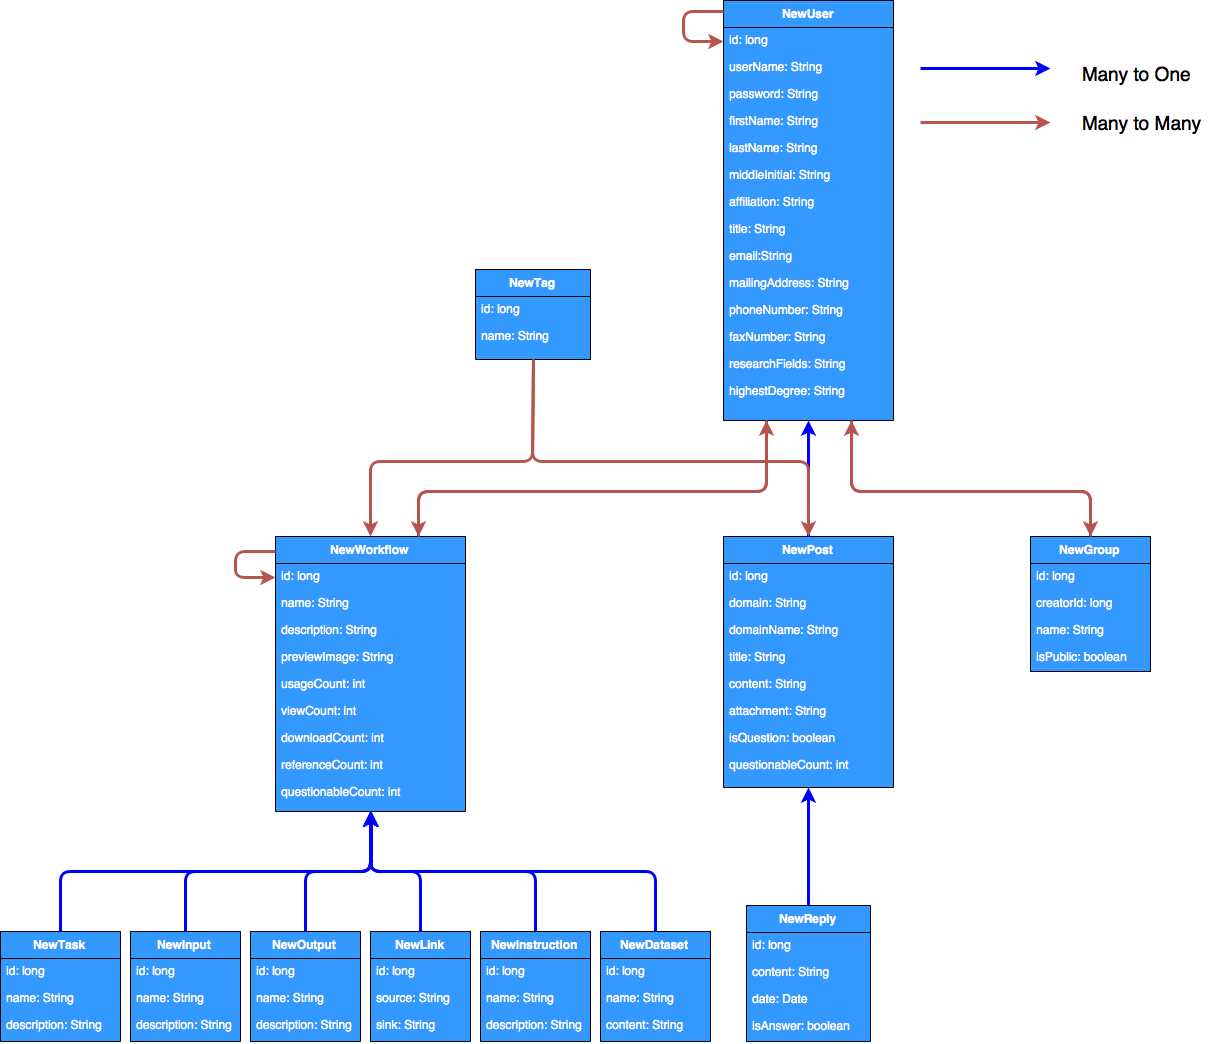 NewUser
id: long
userName: String
password: String
firstName: String
lastName: String
middleInitial: String
affiliation: String
title: String
email:String
mailingAddress: String
phoneNumber: String
faxNumber: String
researchFields: String
highestDegree: String
Many to One
Many to Many
NewTag
id: long
name: String
NewWorkflow
id: long
name: String
description: String
previewImage: String
usageCount: int
viewCount: int
downloadCount: int
referenceCount: int
questionableCount: int
NewPost
id: long
domain: String
domainName: String
title: String
content: String
attachment: String
isQuestion: boolean
questionableCount: int
NewGroup
id: long
creatorId: long
name: String
isPublic: boolean
NewTask
id: long
name: String
description: String
NewInput
id: long
name: String
description: String
NewOutput
id: long
name: String
description: String
NewLink
id: long
source: String
sink: String
NewInstruction
id: long
name: String
description: String
NewDataset
id: long
name: String
content: String
NewReply
id: long
content: String
date: Date
isAnswer: boolean